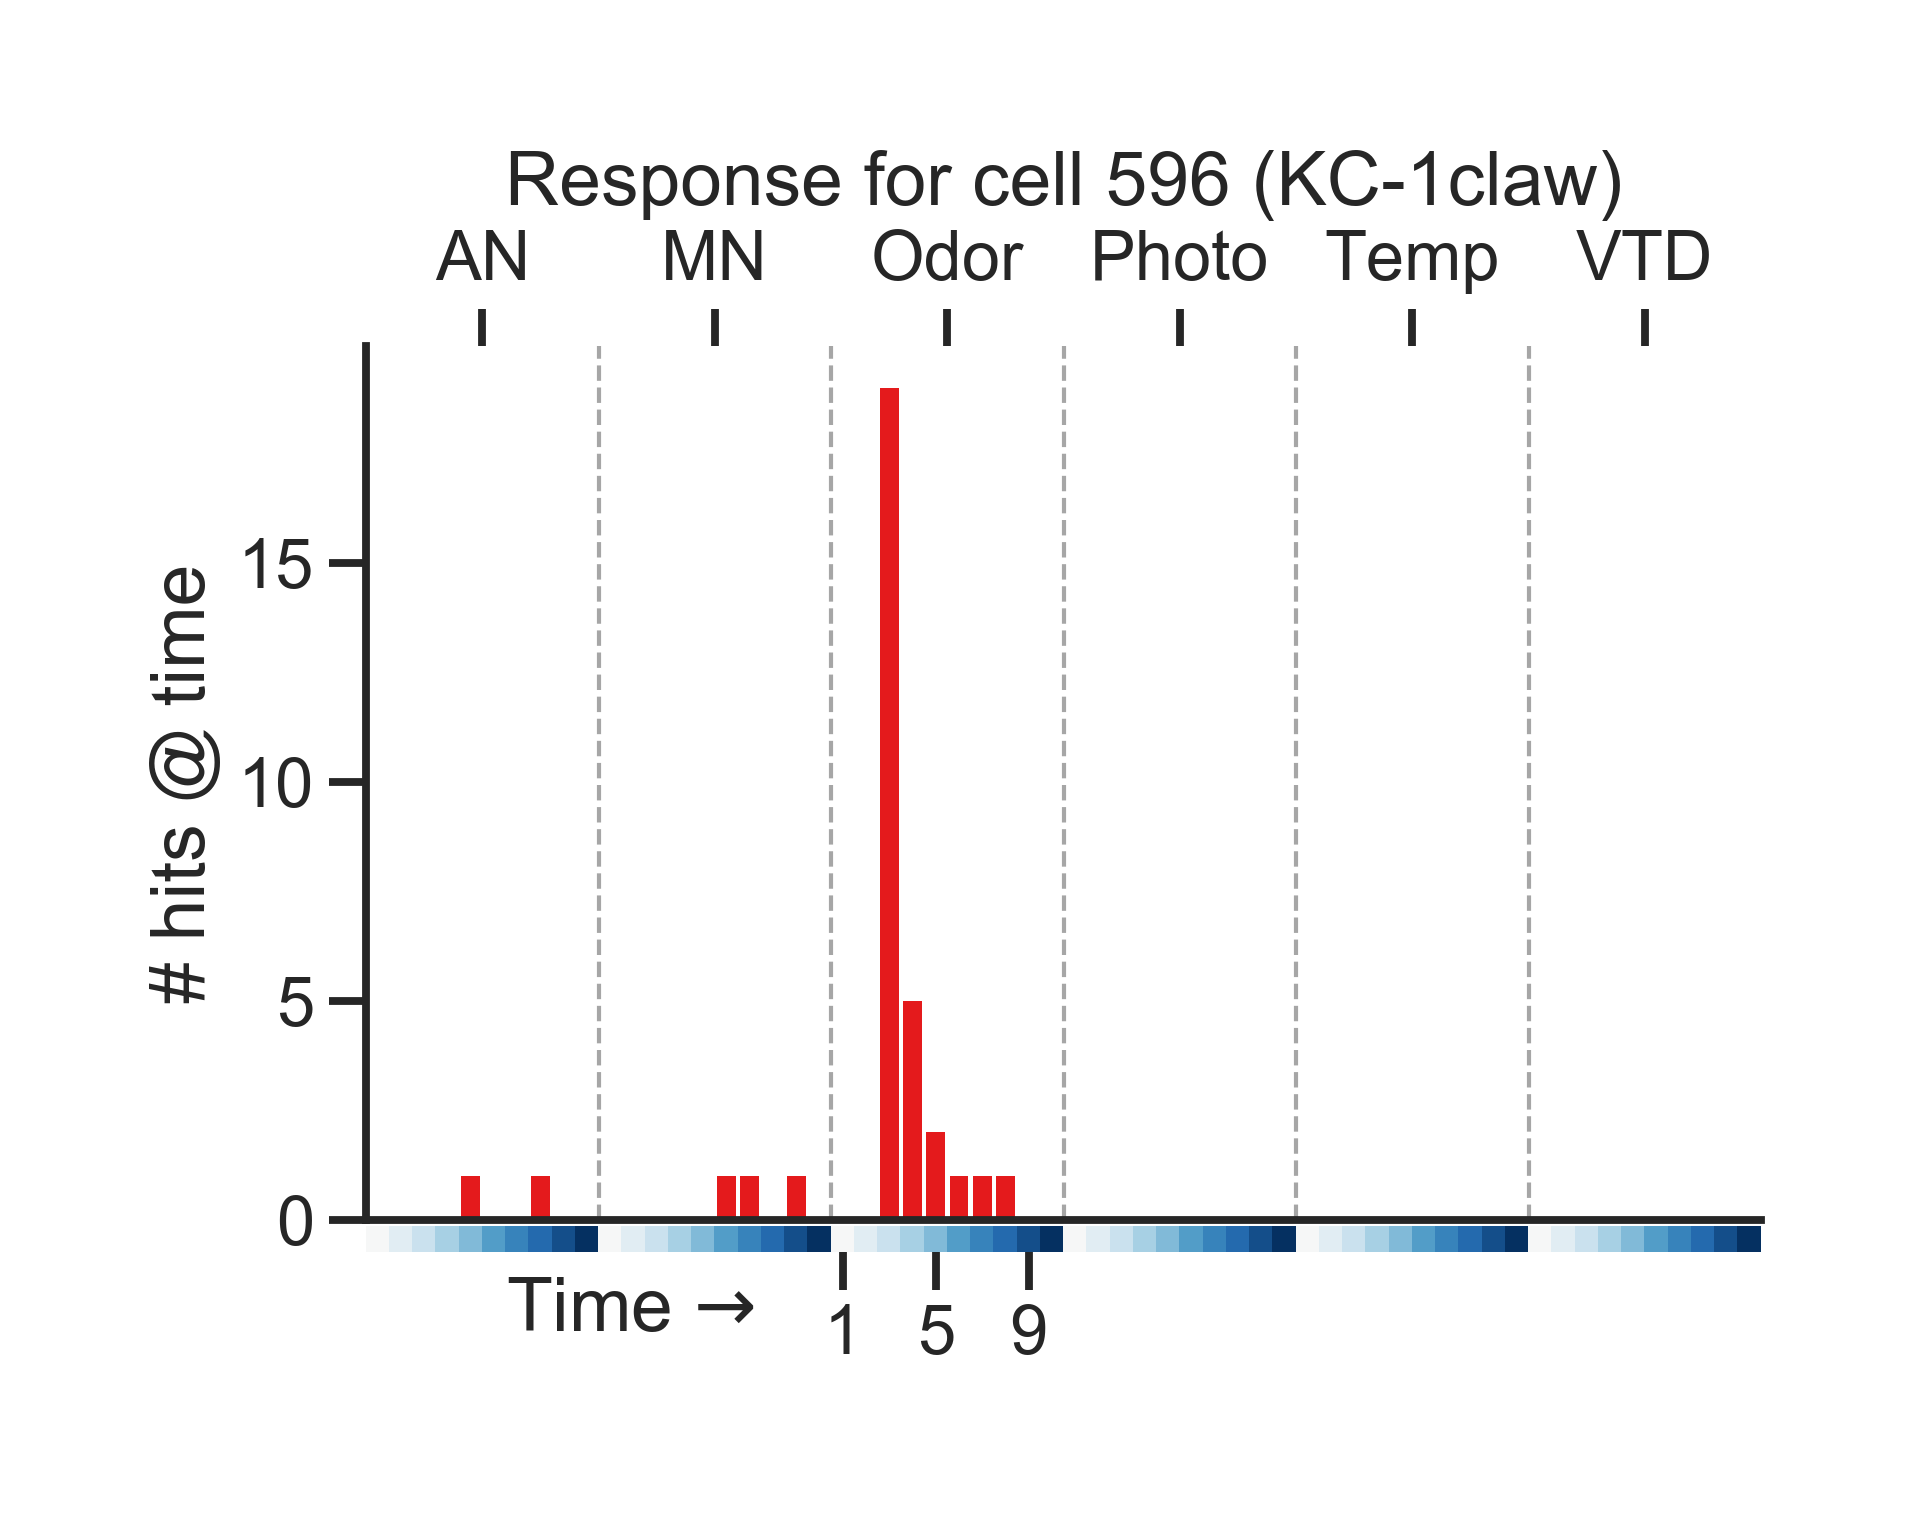 Response for cell 596 (KC-1claw)
AN MN Odor Photo Temp VTD
# hits @ time
15
10
5
0
Time →
1 5 9